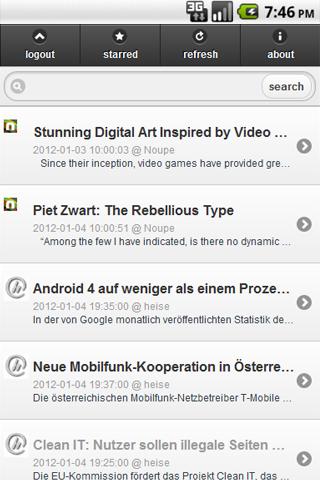 3G 7:46 PM
logout starred refresh about
search
Stunning Digital Art Inspired by Video ...
2012-01-03 10:00:03 @ Noupe
Since their inception, video games have provided gre...
Piet Zwart: The Rebellious Type
2012-01-04 10:00:51 @ Noupe
“Among the few I have indicated, is there no dynamic ...
Android 4 auf weniger als einem Proze...
2012-01-04 19:35:00 @ heise
In der von Google monatlich veröffentlichten Statistik de...
Neue Mobilfunk-Kooperation in Österre...
2012-01-04 19:37:00 @ heise
Die österreichischen Mobilfunk-Netzbetreiber T-Mobile ...
Clean IT: Nutzer sollen illegale Seiten ...
2012-01-04 19:25:00 @ heise
Die EU-Kommission fördert das Projekt Clean IT, das ...